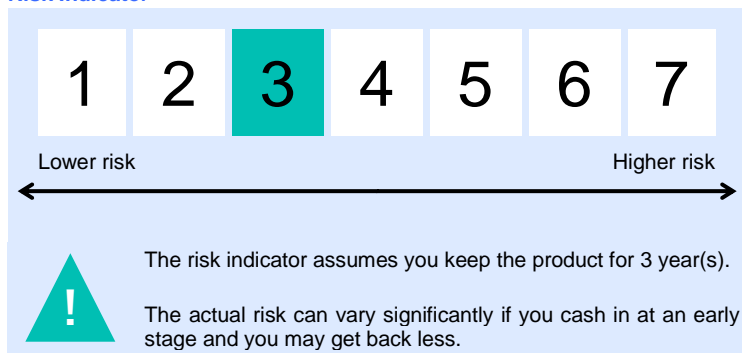 Risk Indicator
1 2 3 4 5 6 7
Lower risk Higher risk
The risk indicator assumes you keep the product for 3 year(s).
!
The actual risk can vary significantly if you cash in at an early
stage and you may get back less.